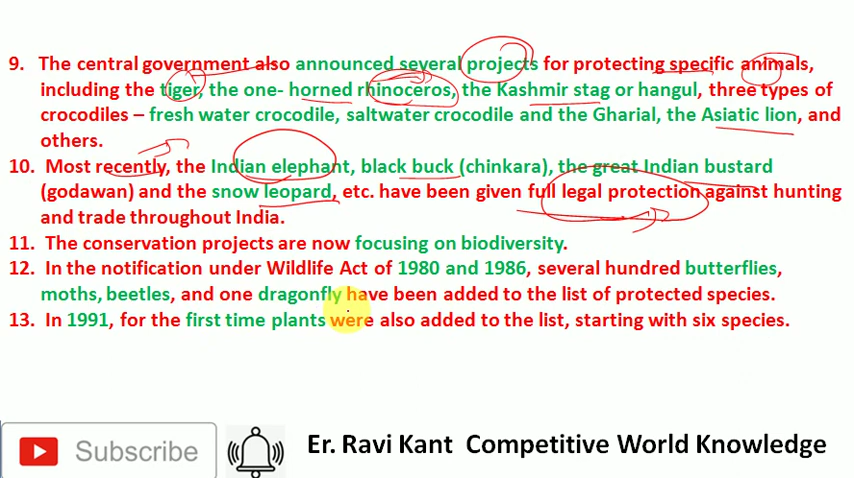 9. The central government also announced several projects for protecting specific animals,
including the tiger, the one- horned rhinoceros, the Kashmir stag or hangul, three types of
crocodiles – fresh water crocodile, saltwater crocodile and the Gharial, the Asiatic lion, and
others.
10. Most recently, the Indian elephant, black buck (chinkara), the great Indian bustard
(godawan) and the snow leopard, etc. have been given full legal protection against hunting
and trade throughout India.
11. The conservation projects are now focusing on biodiversity.
12. In the notification under Wildlife Act of 1980 and 1986, several hundred butterflies,
moths, beetles, and one dragonfly have been added to the list of protected species.
13. In 1991, for the first time plants were also added to the list, starting with six species.
Subscribe
Er. Ravi Kant Competitive World Knowledge